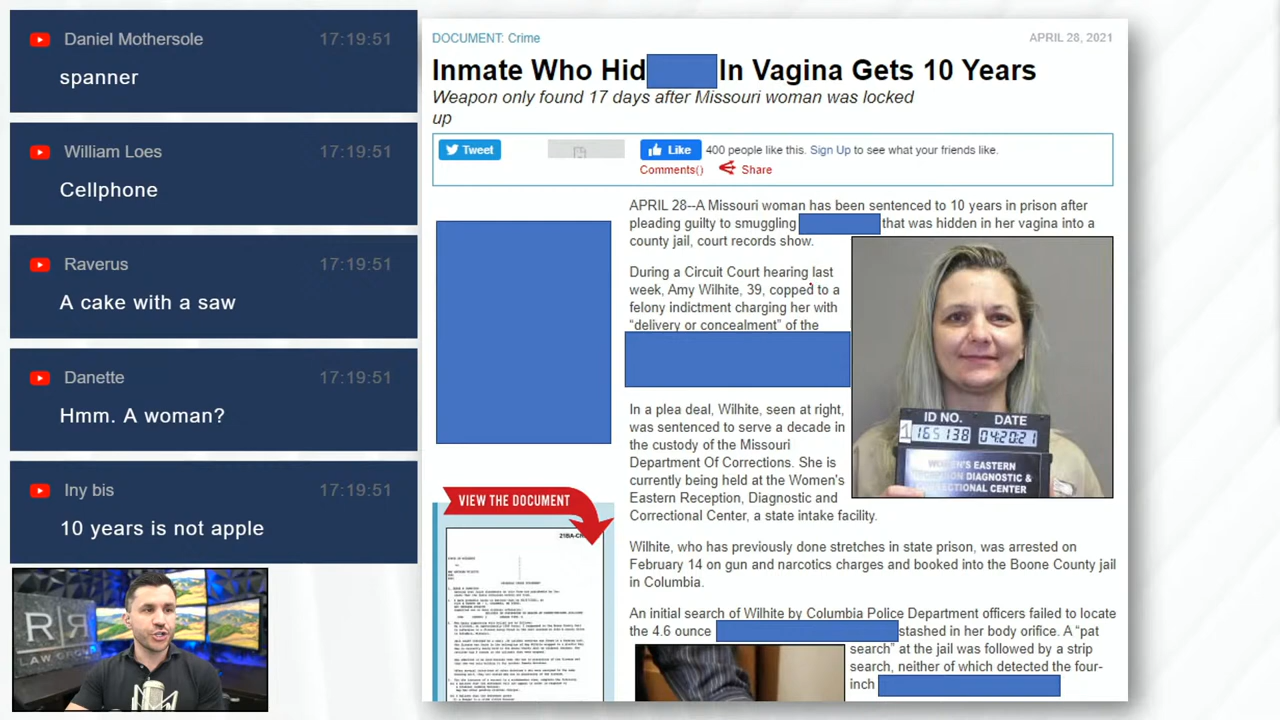 Daniel Mothersole 17:19:51
spanner
William Loes 17:19:51
Cellphone
Raverus 17:19:51
A cake with a saw
Danette 17:19:51
Hmm. A woman?
Iny bis 17:19:51
10 years is not apple
LAW GROUP
DOCUMENT: Crime
APRIL 28, 2021
Inmate Who Hid In Vagina Gets 10 Years
Weapon only found 17 days after Missouri woman was locked
up
Tweet
Like 400 people like this. Sign Up to see what your friends like.
Comments() Share
APRIL 28--A Missouri woman has been sentenced to 10 years in prison after
pleading guilty to smuggling that was hidden in her vagina into a
county jail, court records show.
During a Circuit Court hearing last
week, Amy Wilhite, 39, copped to a
felony indictment charging her with
“delivery or concealment” of the
In a plea deal, Wilhite, seen at right,
was sentenced to serve a decade in
the custody of the Missouri
Department Of Corrections. She is
currently being held at the Women's
Eastern Reception, Diagnostic and
Correctional Center, a state intake facility.
ID NO. DATE
1 165138 04:20:21
WOMEN'S EASTERN
DIAGNOSTIC &
CENTER
Wilhite, who has previously done stretches in state prison, was arrested on
February 14 on gun and narcotics charges and booked into the Boone County jail
in Columbia.
An initial search of Wilhite by Columbia Police Department officers failed to locate
the 4.6 ounce stashed in her body orifice. A “pat
search” at the jail was followed by a strip
search, neither of which detected the four-
inch
VIEW THE DOCUMENT